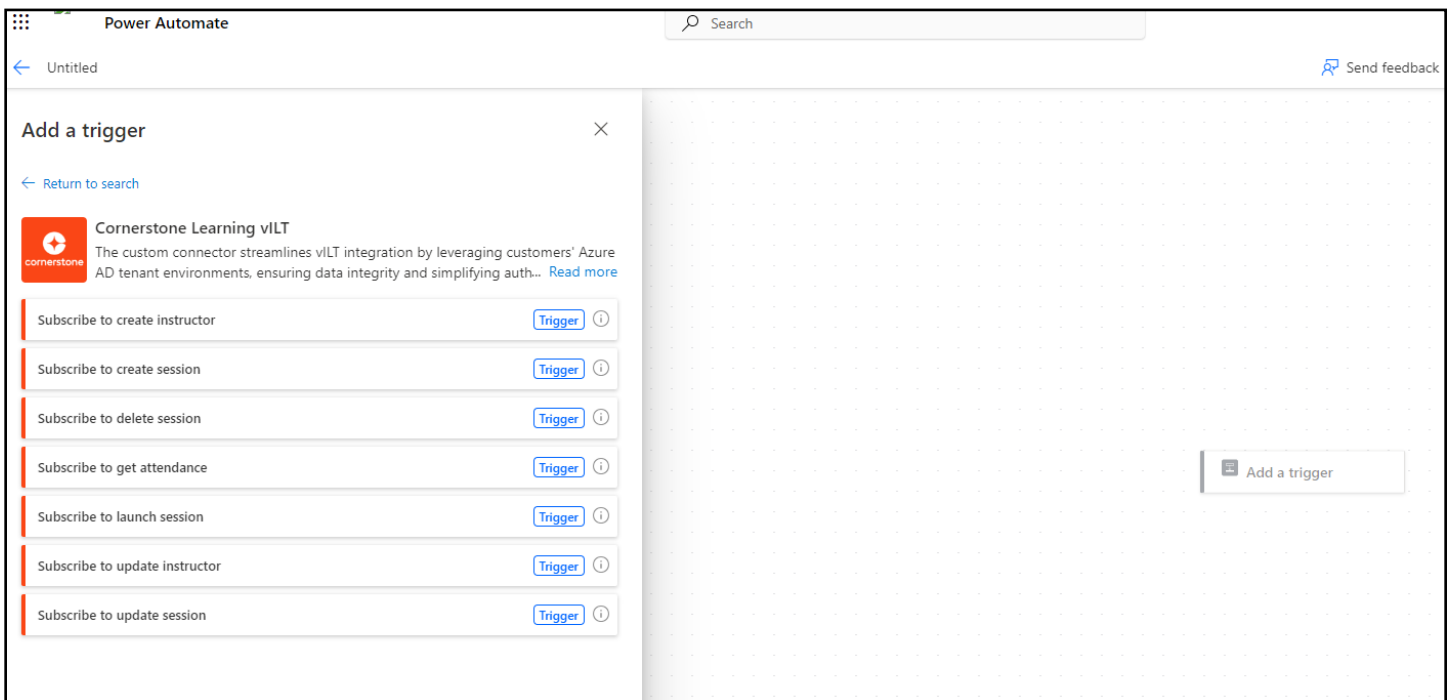 Power Automate
Search
Untitled
Send feedback
Add a trigger
Return to search
Cornerstone Learning vILT
The custom connector streamlines vILT integration by leveraging customers' Azure
AD tenant environments, ensuring data integrity and simplifying auth... Read more
cornerstone
Subscribe to create instructor Trigger
Subscribe to create session Trigger
Subscribe to delete session Trigger
Subscribe to get attendance Trigger
Subscribe to launch session Trigger
Subscribe to update instructor Trigger
Subscribe to update session Trigger
Add a trigger